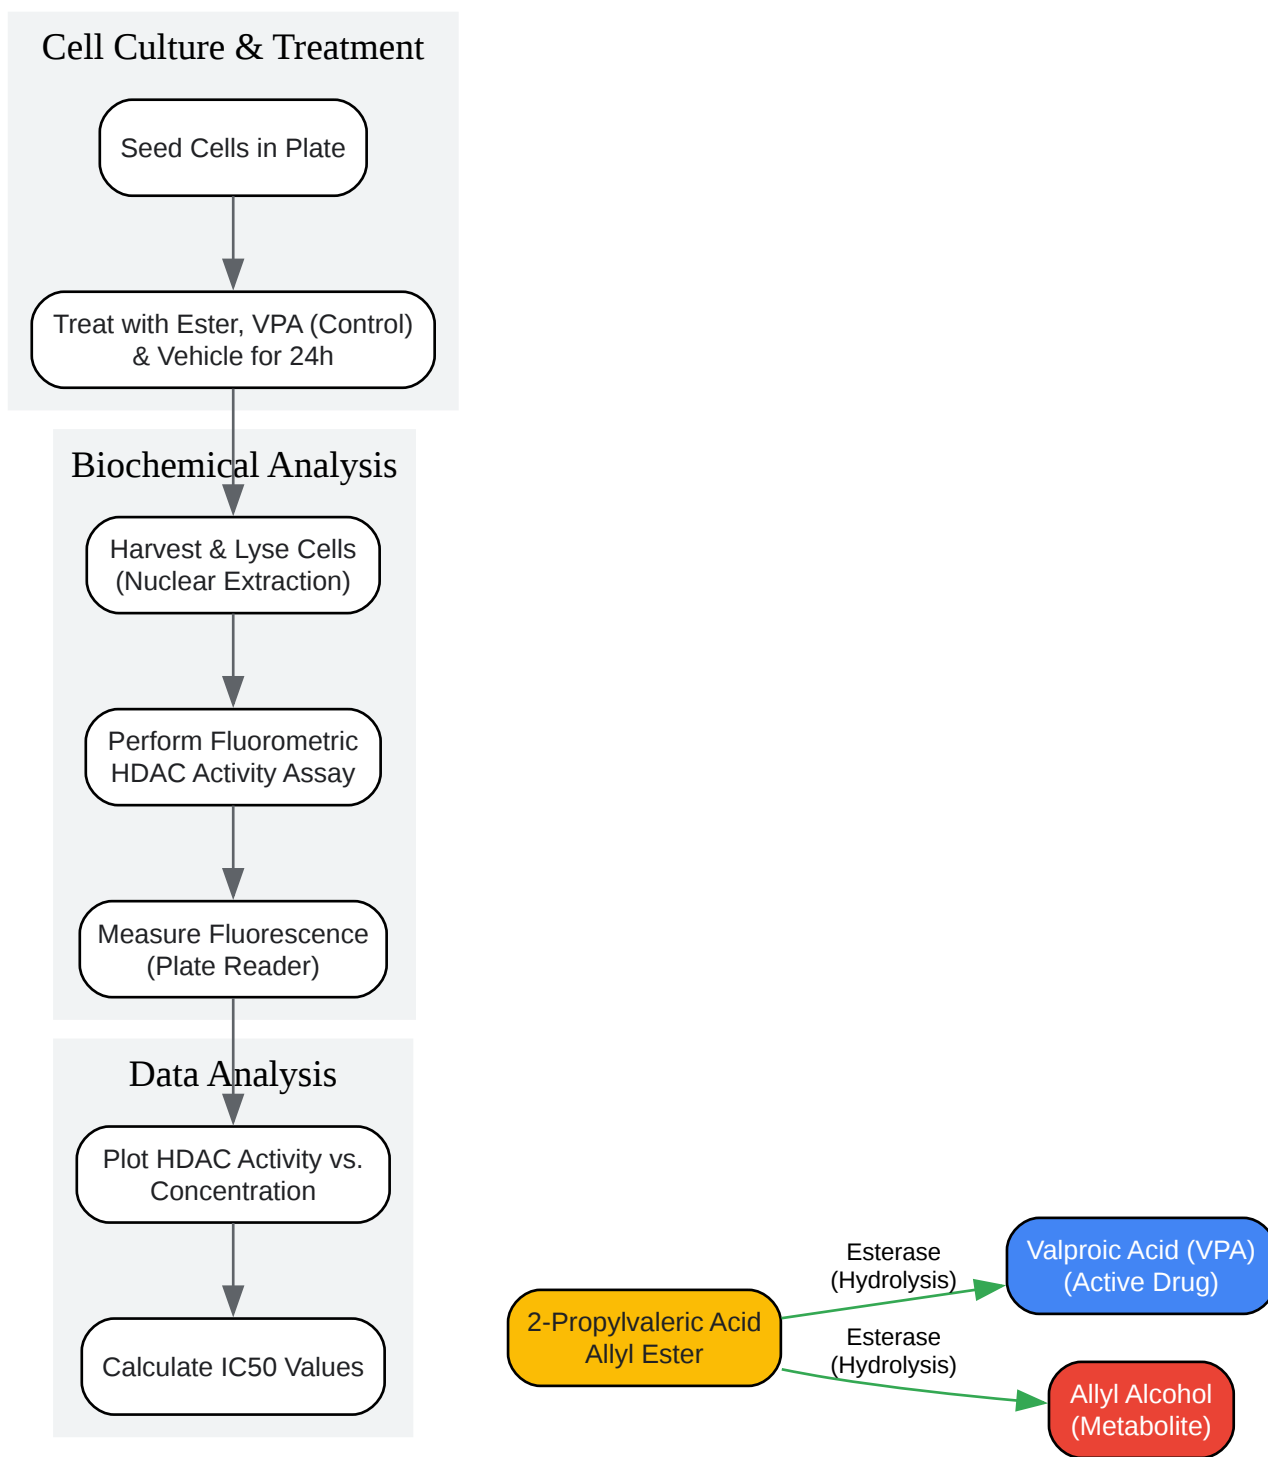 Cell Culture & Treatment
Seed Cells in Plate
Treat with Ester, VPA (Control)
& Vehicle for 24h
Biochemical Analysis
Harvest & Lyse Cells
(Nuclear Extraction)
Perform Fluorometric
HDAC Activity Assay
Measure Fluorescence
(Plate Reader)
Data Analysis
Plot HDAC Activity vs.
Concentration
Calculate IC50 Values
2-Propylvaleric Acid
Allyl Ester
Esterase
(Hydrolysis)
Valproic Acid (VPA)
(Active Drug)
Esterase
(Hydrolysis)
Allyl Alcohol
(Metabolite)